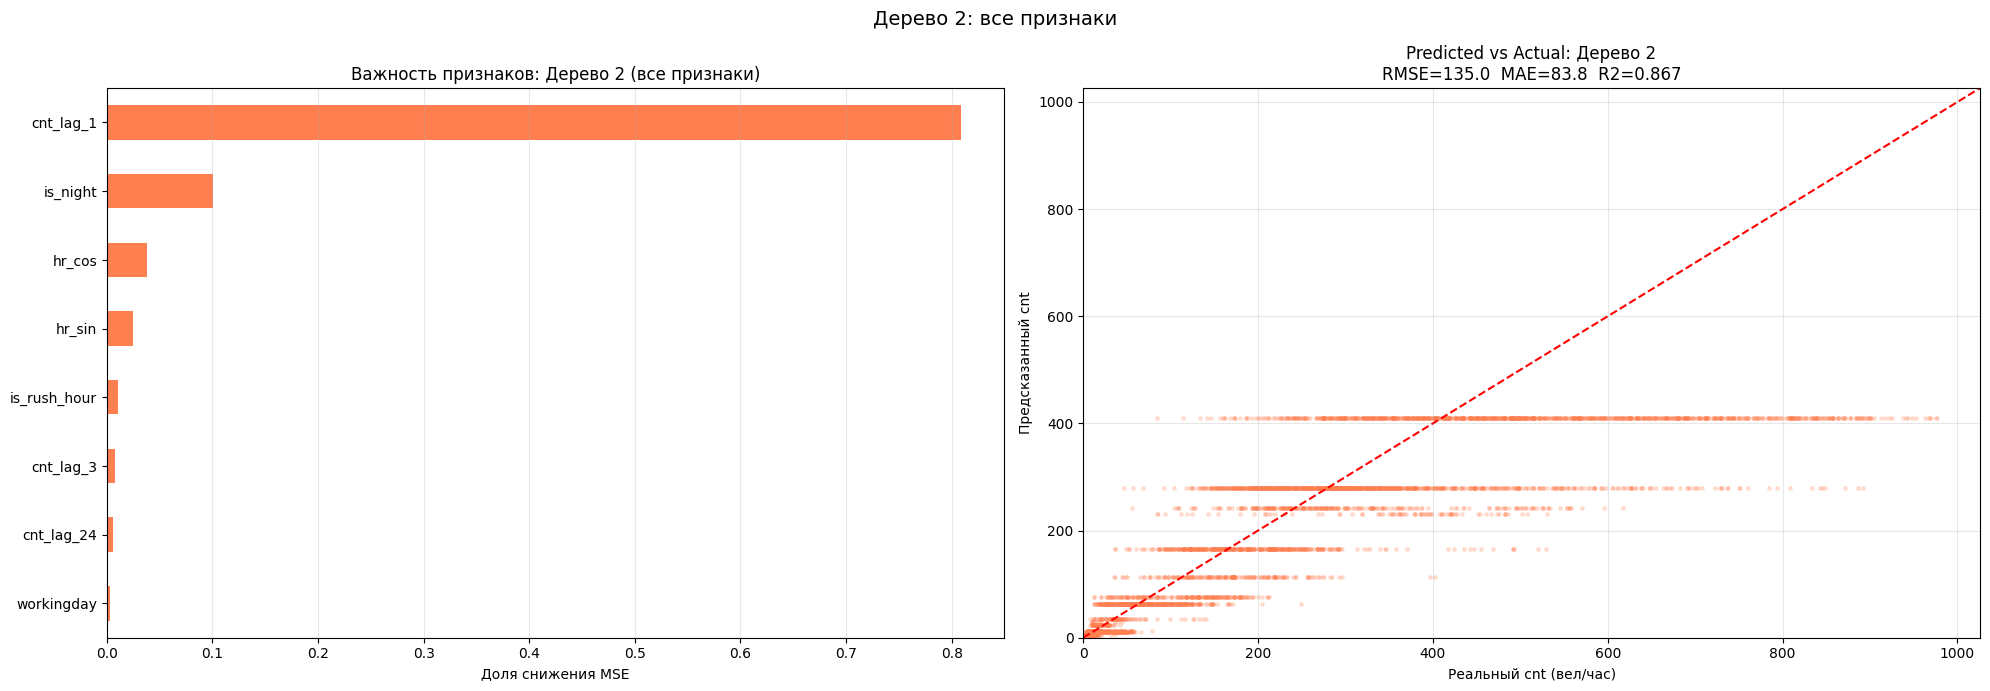 Дерево 2: все признаки
Важность признаков: Дерево 2 (все признаки)
cnt_lag_1
is_night
hr_cos
hr_sin
is_rush_hour
cnt_lag_3
cnt_lag_24
workingday
0.0 0.1 0.2 0.3 0.4 0.5 0.6 0.7 0.8
Доля снижения MSE
Predicted vs Actual: Дерево 2
RMSE=135.0 MAE=83.8 R2=0.867
Предсказанный cnt
1000
800
600
400
200
0
0 200 400 600 800 1000
Реальный cnt (вел/час)